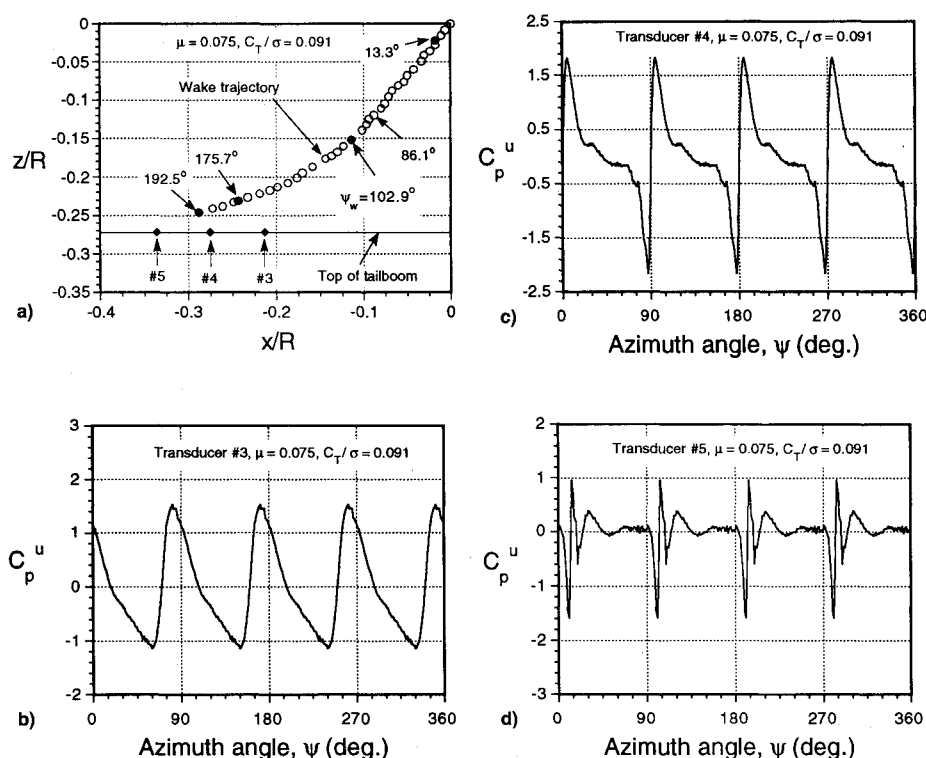 μ = 0.075, C_T/σ = 0.091
13.3°
Wake trajectory
86.1°
175.7°
192.5°
ψ_w = 102.9°
#5
#4
#3
Top of tailboom
0
-0.05
-0.1
-0.15
-0.2
-0.25
-0.3
-0.35
z/R
-0.4
-0.3
-0.2
-0.1
0
x/R
a)
Transducer #4, μ = 0.075, C_T/σ = 0.091
2.5
1.5
0.5
-0.5
-1.5
-2.5
C_p^u
0
90
180
270
360
c)
Azimuth angle, ψ (deg.)
Transducer #3, μ = 0.075, C_T/σ = 0.091
3
2
1
0
-1
-2
C_p^u
0
90
180
270
360
b)
Azimuth angle, ψ (deg.)
Transducer #5, μ = 0.075, C_T/σ = 0.091
2
1
0
-1
-2
-3
C_p^u
0
90
180
270
360
d)
Azimuth angle, ψ (deg.)